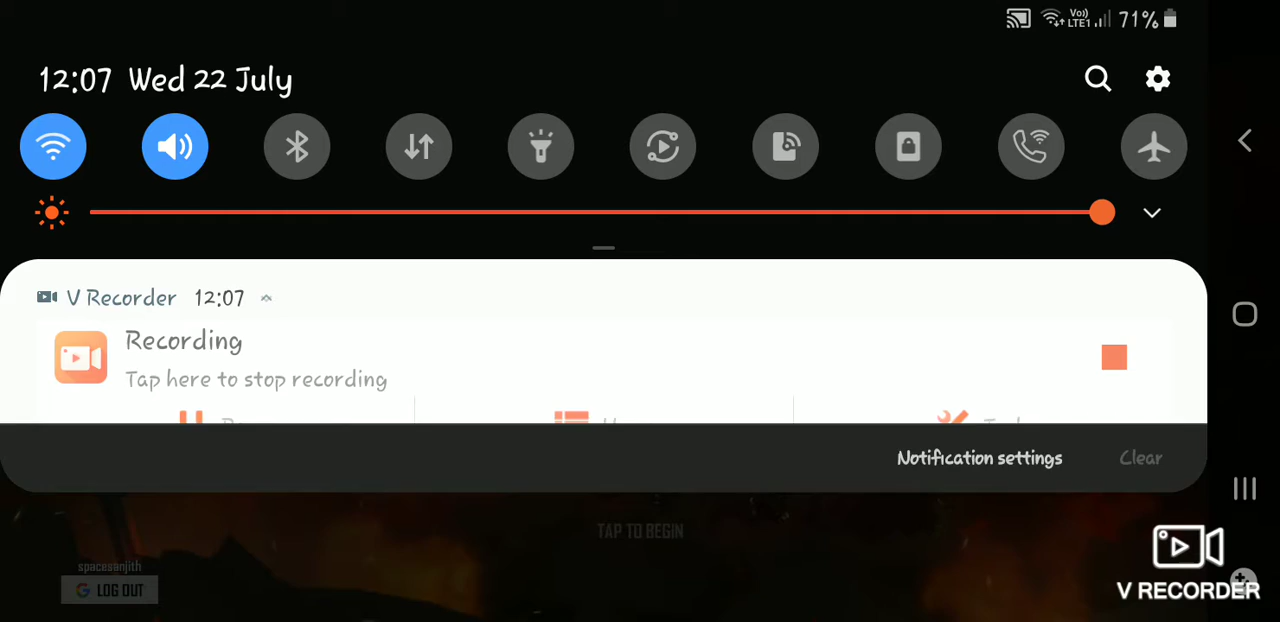 Vo))
LTE1
71%
12:07 Wed 22 July
V Recorder 12:07
Recording
Tap here to stop recording
Notification settings
Clear
TAP TO BEGIN
spacesanjith
G LOG OUT
V RECORDER